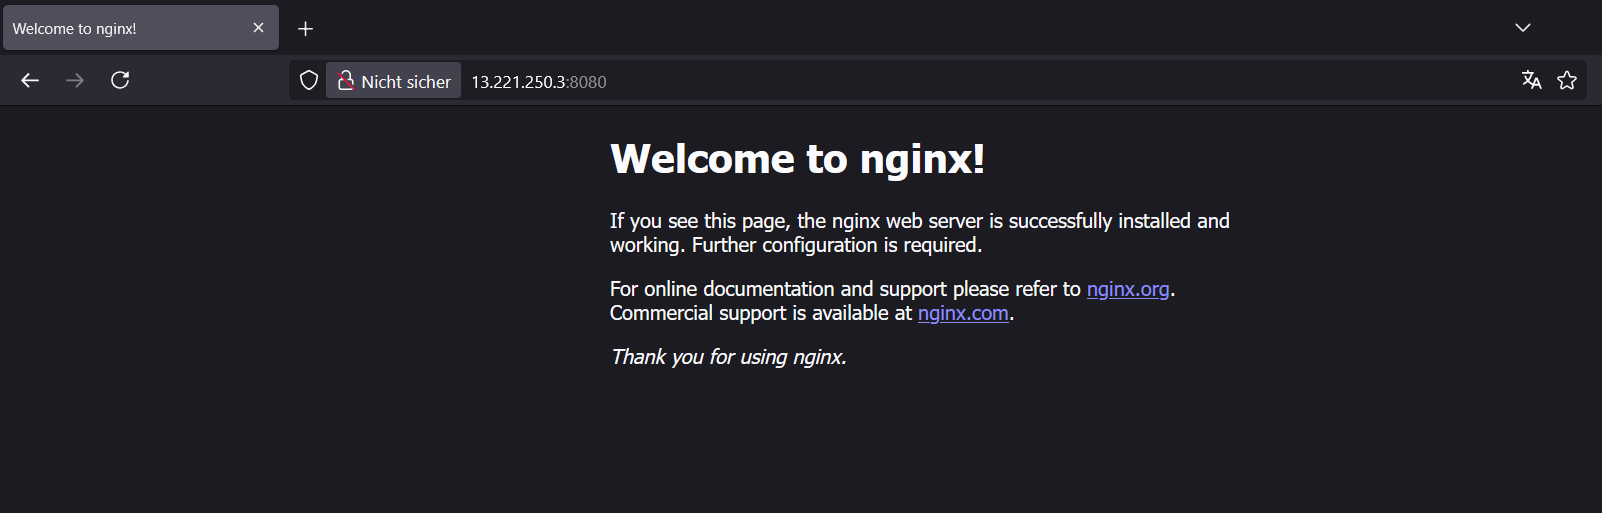 Welcome to nginx!
Nicht sicher
13.221.250.3:8080
Welcome to nginx!
If you see this page, the nginx web server is successfully installed and
working. Further configuration is required.
For online documentation and support please refer to nginx.org.
Commercial support is available at nginx.com.
Thank you for using nginx.